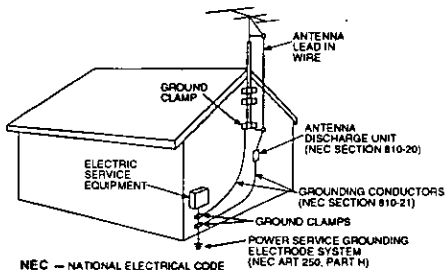 ANTENNA
LEAD IN
WIRE
GROUND
CLAMP
ANTENNA
DISCHARGE UNIT
(NEC SECTION 810-20)
ELECTRIC
SERVICE
EQUIPMENT
GROUNDING CONDUCTORS
(NEC SECTION 810-21)
GROUND CLAMPS
POWER SERVICE GROUNDING
ELECTRODE SYSTEM
(NEC ART 250, PART H)
NEC — NATIONAL ELECTRICAL CODE